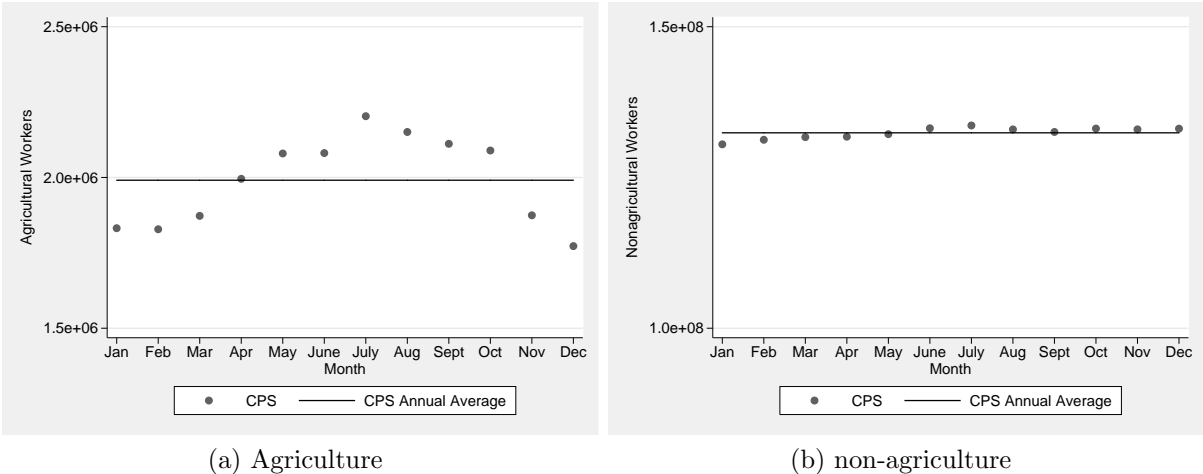 2.5e+06
2.0e+06
1.5e+06
Agricultural Workers
Jan Feb Mar Apr May June July Aug Sept Oct Nov Dec
Month
CPS CPS Annual Average
(a) Agriculture
1.5e+08
1.0e+08
Nonagricultural Workers
Jan Feb Mar Apr May June July Aug Sept Oct Nov Dec
Month
CPS CPS Annual Average
(b) non-agriculture